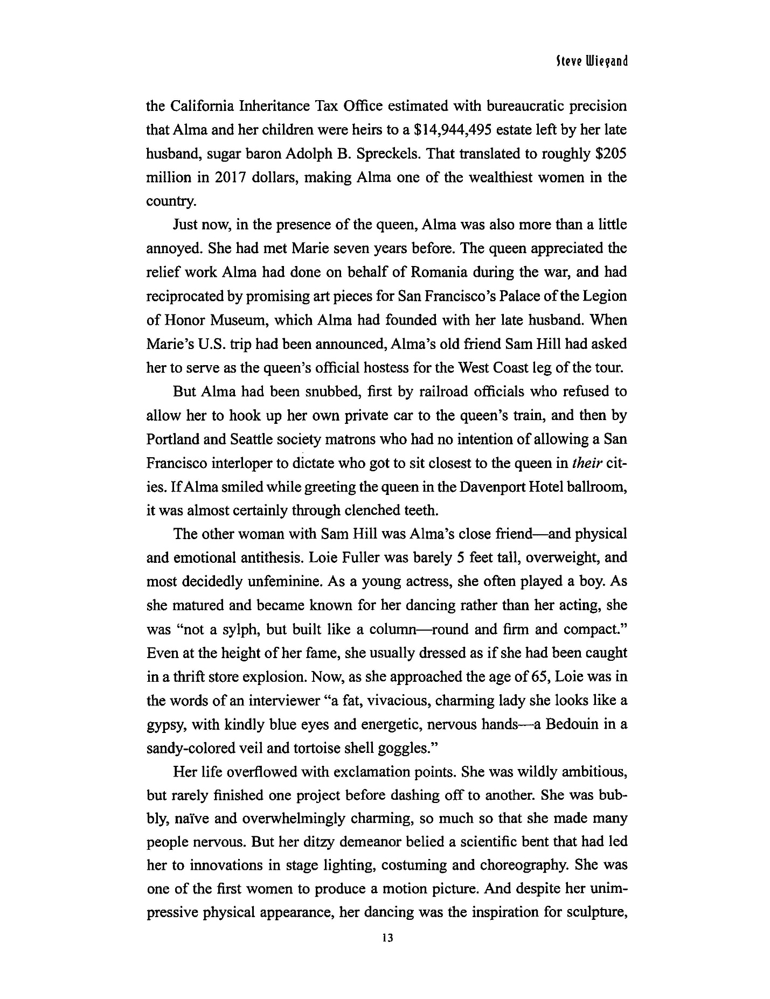 Steve Wiegand
the California Inheritance Tax Office estimated with bureaucratic precision
that Alma and her children were heirs to a $14,944,495 estate left by her late
husband, sugar baron Adolph B. Spreckels. That translated to roughly $205
million in 2017 dollars, making Alma one of the wealthiest women in the
country.
Just now, in the presence of the queen, Alma was also more than a little
annoyed. She had met Marie seven years before. The queen appreciated the
relief work Alma had done on behalf of Romania during the war, and had
reciprocated by promising art pieces for San Francisco’s Palace of the Legion
of Honor Museum, which Alma had founded with her late husband. When
Marie’s U.S. trip had been announced, Alma’s old friend Sam Hill had asked
her to serve as the queen’s official hostess for the West Coast leg of the tour.
But Alma had been snubbed, first by railroad officials who refused to
allow her to hook up her own private car to the queen’s train, and then by
Portland and Seattle society matrons who had no intention of allowing a San
Francisco interloper to dictate who got to sit closest to the queen in their cit-
ies. If Alma smiled while greeting the queen in the Davenport Hotel ballroom,
it was almost certainly through clenched teeth.
The other woman with Sam Hill was Alma’s close friend—and physical
and emotional antithesis. Loie Fuller was barely 5 feet tall, overweight, and
most decidedly unfeminine. As a young actress, she often played a boy. As
she matured and became known for her dancing rather than her acting, she
was “not a sylph, but built like a column—round and firm and compact.”
Even at the height of her fame, she usually dressed as if she had been caught
in a thrift store explosion. Now, as she approached the age of 65, Loie was in
the words of an interviewer “a fat, vivacious, charming lady she looks like a
gypsy, with kindly blue eyes and energetic, nervous hands—a Bedouin in a
sandy-colored veil and tortoise shell goggles.”
Her life overflowed with exclamation points. She was wildly ambitious,
but rarely finished one project before dashing off to another. She was bub-
bly, naïve and overwhelmingly charming, so much so that she made many
people nervous. But her ditzy demeanor belied a scientific bent that had led
her to innovations in stage lighting, costuming and choreography. She was
one of the first women to produce a motion picture. And despite her unim-
pressive physical appearance, her dancing was the inspiration for sculpture,
13